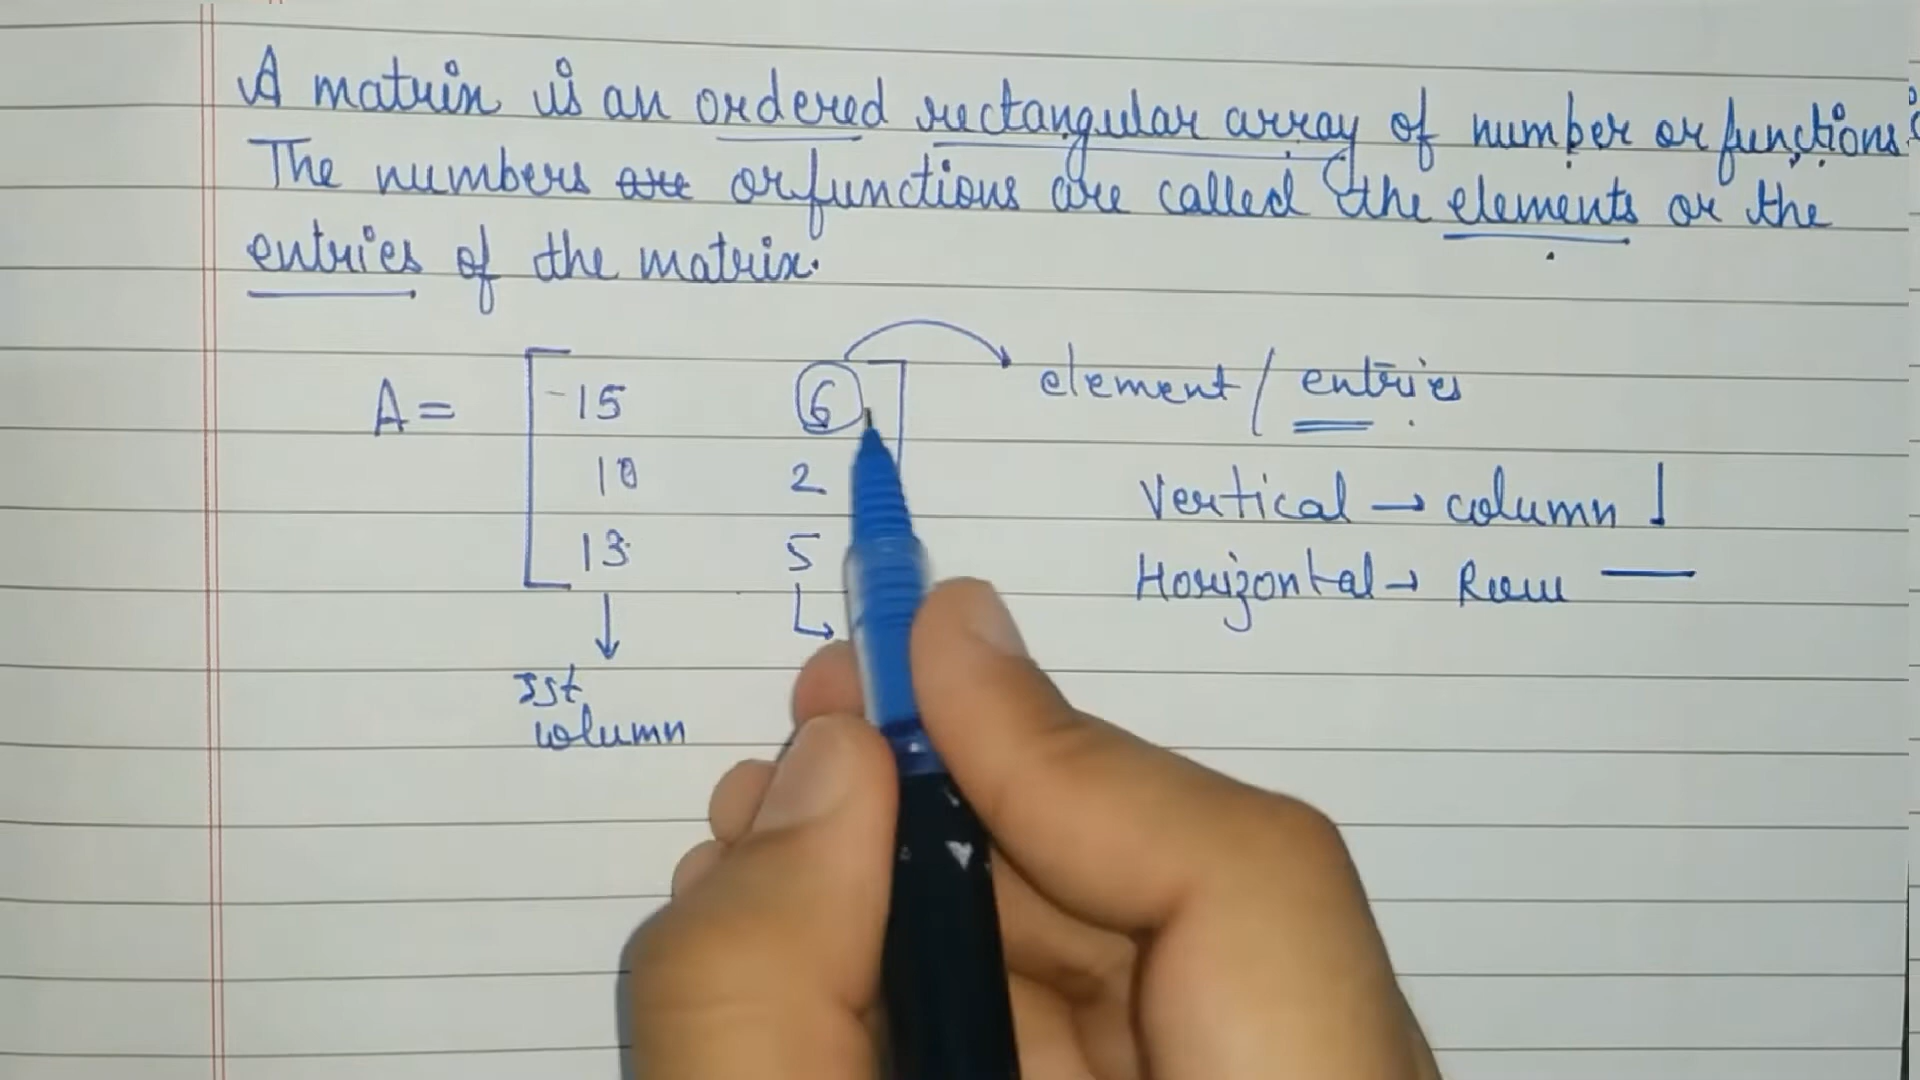 A matrix is an ordered rectangular array of number or functions.
The numbers are or functions are called the elements or the
entries of the matrix.
A = -15 6 element / entries
10 2 Vertical → column
13 5 Horizontal → Row
column